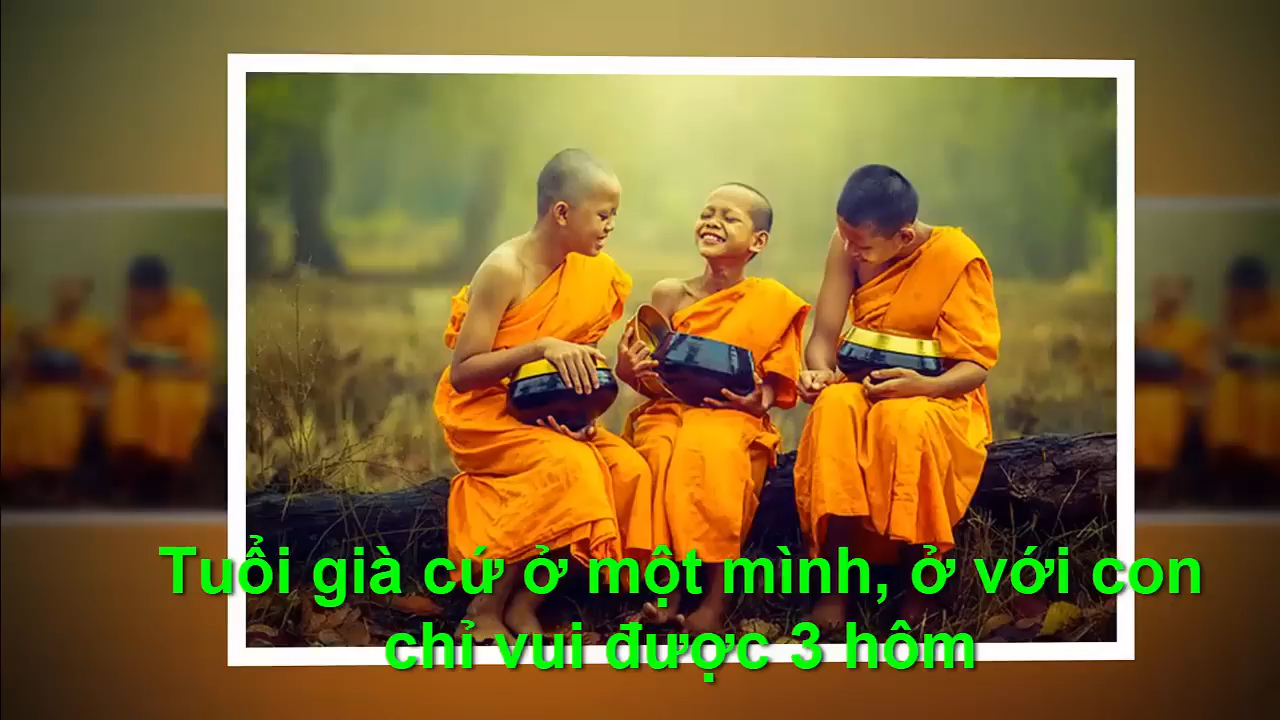 Tuổi già cứ ở một mình, ở với con
chỉ vui được 3 hôm